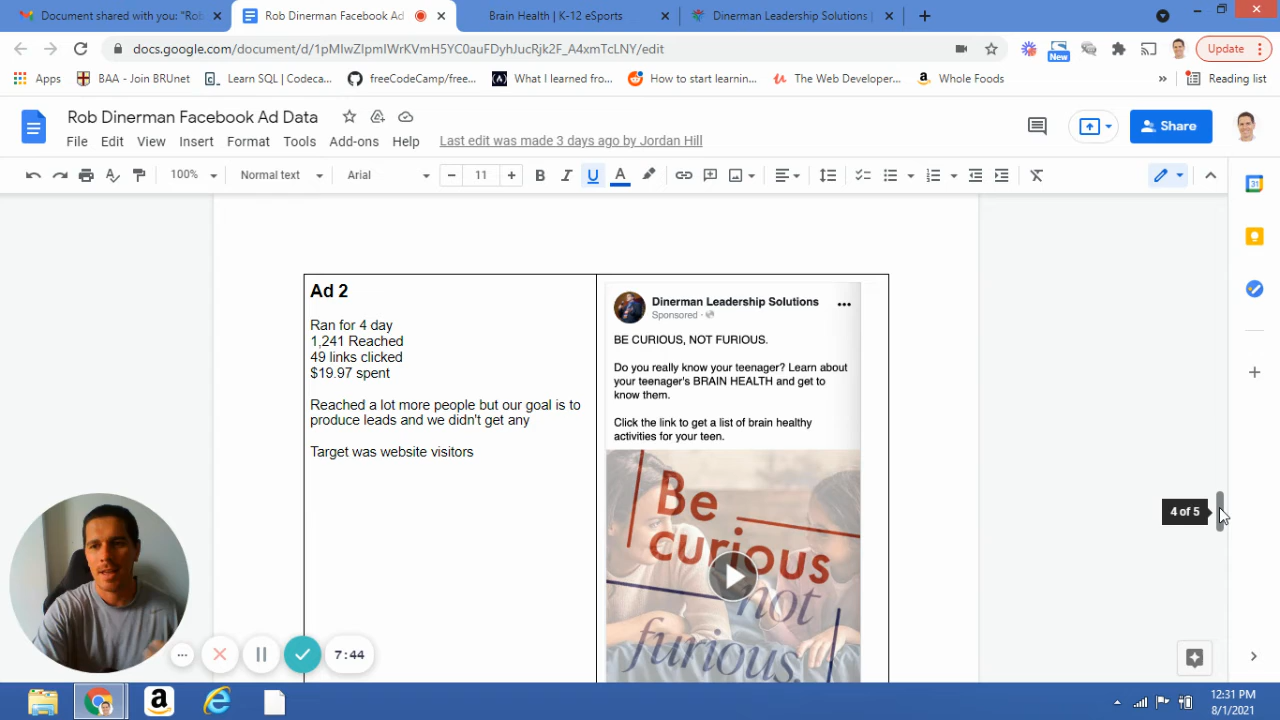 Document shared with you: "Rob
Rob Dinerman Facebook Ad
Brain Health | K-12 eSports
Dinerman Leadership Solutions |
docs.google.com/document/d/1pMIwZIpmIWrKVmH5YC0auFDyhJucRjk2F_A4xmTcLNY/edit
New
Update
Apps
BAA - Join BRUnet
Learn SQL | Codeca...
freeCodeCamp/free...
What I learned fro...
How to start learnin...
The Web Developer...
Whole Foods
»
Reading list
Rob Dinerman Facebook Ad Data
File Edit View Insert Format Tools Add-ons Help
Last edit was made 3 days ago by Jordan Hill
Share
100% Normal text Arial 11 B I U A
31
Ad 2
Ran for 4 day
1,241 Reached
49 links clicked
$19.97 spent
Reached a lot more people but our goal is to
produce leads and we didn't get any
Target was website visitors
Dinerman Leadership Solutions
Sponsored ·
BE CURIOUS, NOT FURIOUS.
Do you really know your teenager? Learn about
your teenager's BRAIN HEALTH and get to
know them.
Click the link to get a list of brain healthy
activities for your teen.
Be
curious
not
furious.
4 of 5
7:44
12:31 PM
8/1/2021